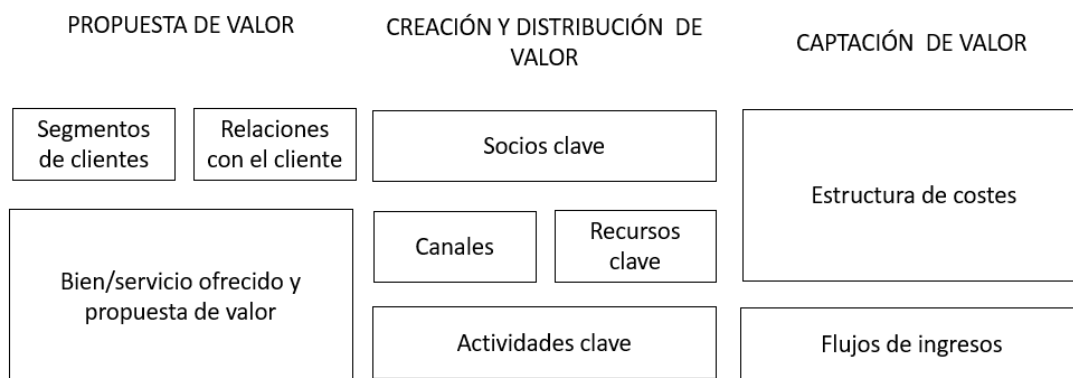 PROPUESTA DE VALOR
CREACIÓN Y DISTRIBUCIÓN DE
VALOR
CAPTACIÓN DE VALOR
Segmentos
de clientes
Relaciones
con el cliente
Bien/servicio ofrecido y
propuesta de valor
Socios clave
Canales
Recursos
clave
Actividades clave
Estructura de costes
Flujos de ingresos